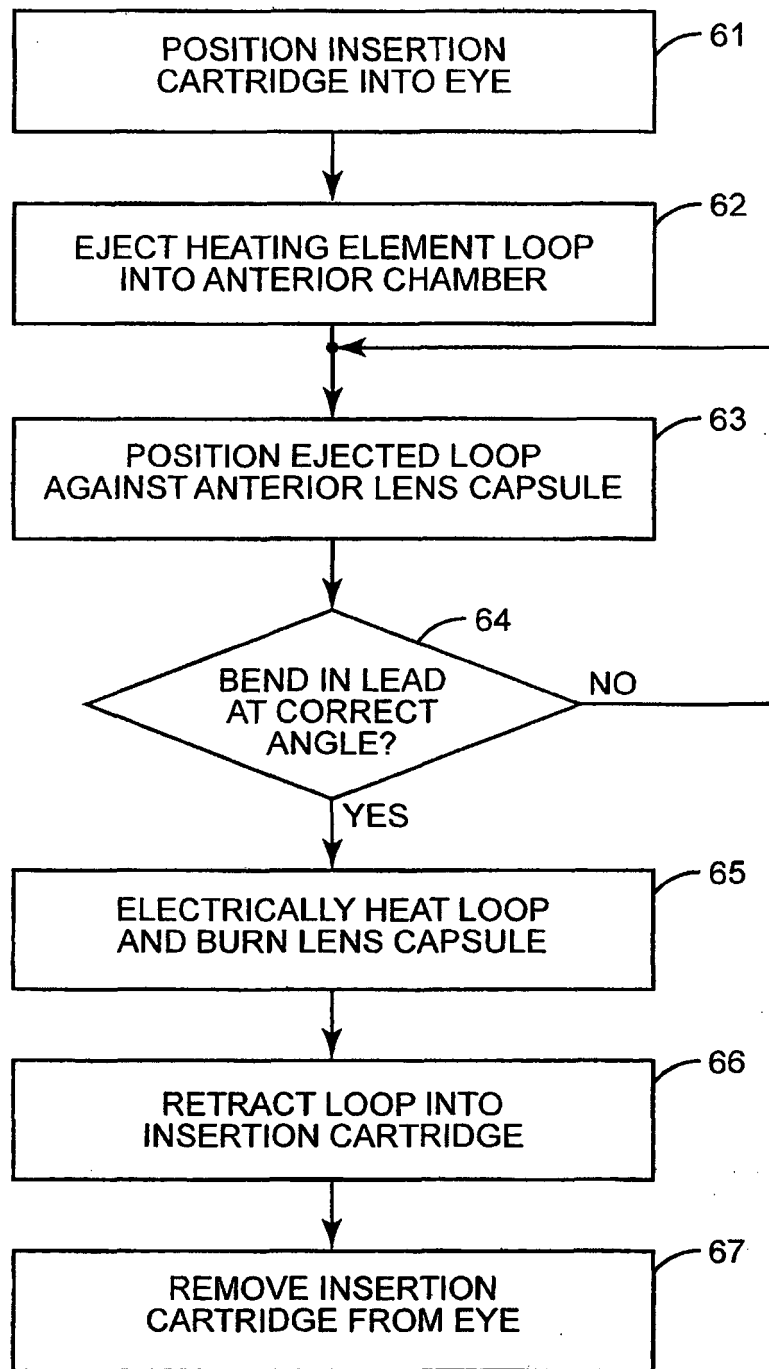 POSITION INSERTION
CARTRIDGE INTO EYE
61
EJECT HEATING ELEMENT LOOP
INTO ANTERIOR CHAMBER
62
POSITION EJECTED LOOP
AGAINST ANTERIOR LENS CAPSULE
63
BEND IN LEAD
AT CORRECT
ANGLE?
64
NO
YES
ELECTRICALLY HEAT LOOP
AND BURN LENS CAPSULE
65
RETRACT LOOP INTO
INSERTION CARTRIDGE
66
REMOVE INSERTION
CARTRIDGE FROM EYE
67